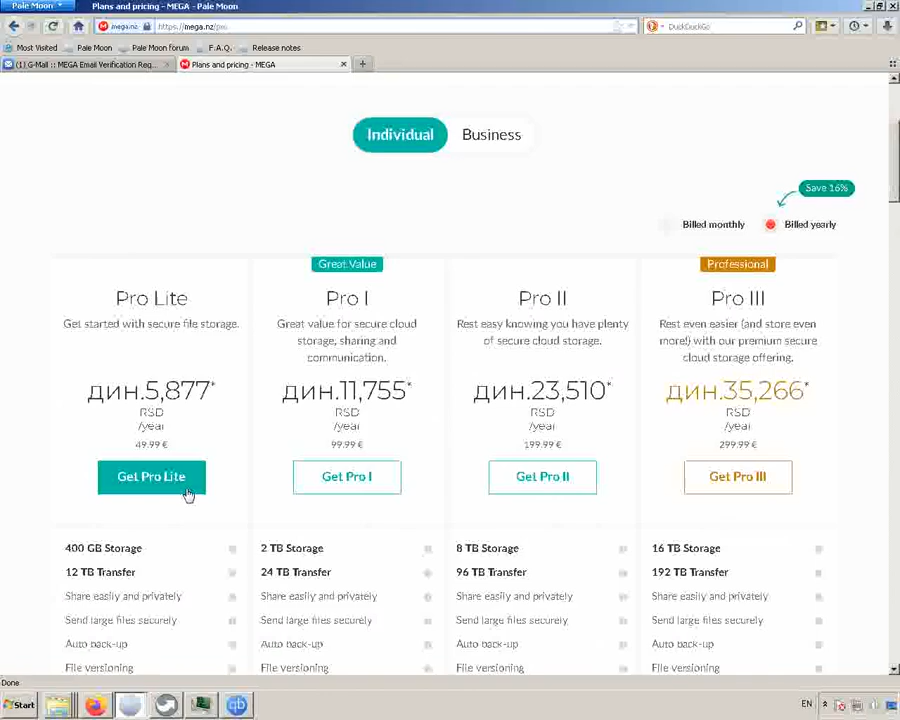 Pale Moon
Plans and pricing - MEGA - Pale Moon
mega.nz
https://mega.nz/pro
DuckDuckGo
Most Visited
Pale Moon
Pale Moon forum
F.A.Q.
Release notes
(1) G-Mail :: MEGA Email Verification Req...
Plans and pricing - MEGA
Individual
Business
Save 16%
Billed monthly
Billed yearly
Great Value
Professional
Pro Lite
Get started with secure file storage.
дин.5,877*
RSD
/year
49.99 €
Get Pro Lite
Pro I
Great value for secure cloud
storage, sharing and
communication.
дин.11,755*
RSD
/year
99.99 €
Get Pro I
Pro II
Rest easy knowing you have plenty
of secure cloud storage.
дин.23,510*
RSD
/year
199.99 €
Get Pro II
Pro III
Rest even easier (and store even
more!) with our premium secure
cloud storage offering.
дин.35,266*
RSD
/year
299.99 €
Get Pro III
400 GB Storage
12 TB Transfer
Share easily and privately
Send large files securely
Auto back-up
File versioning
2 TB Storage
24 TB Transfer
Share easily and privately
Send large files securely
Auto back-up
File versioning
8 TB Storage
96 TB Transfer
Share easily and privately
Send large files securely
Auto back-up
File versioning
16 TB Storage
192 TB Transfer
Share easily and privately
Send large files securely
Auto back-up
File versioning
Done
Start
qb
EN